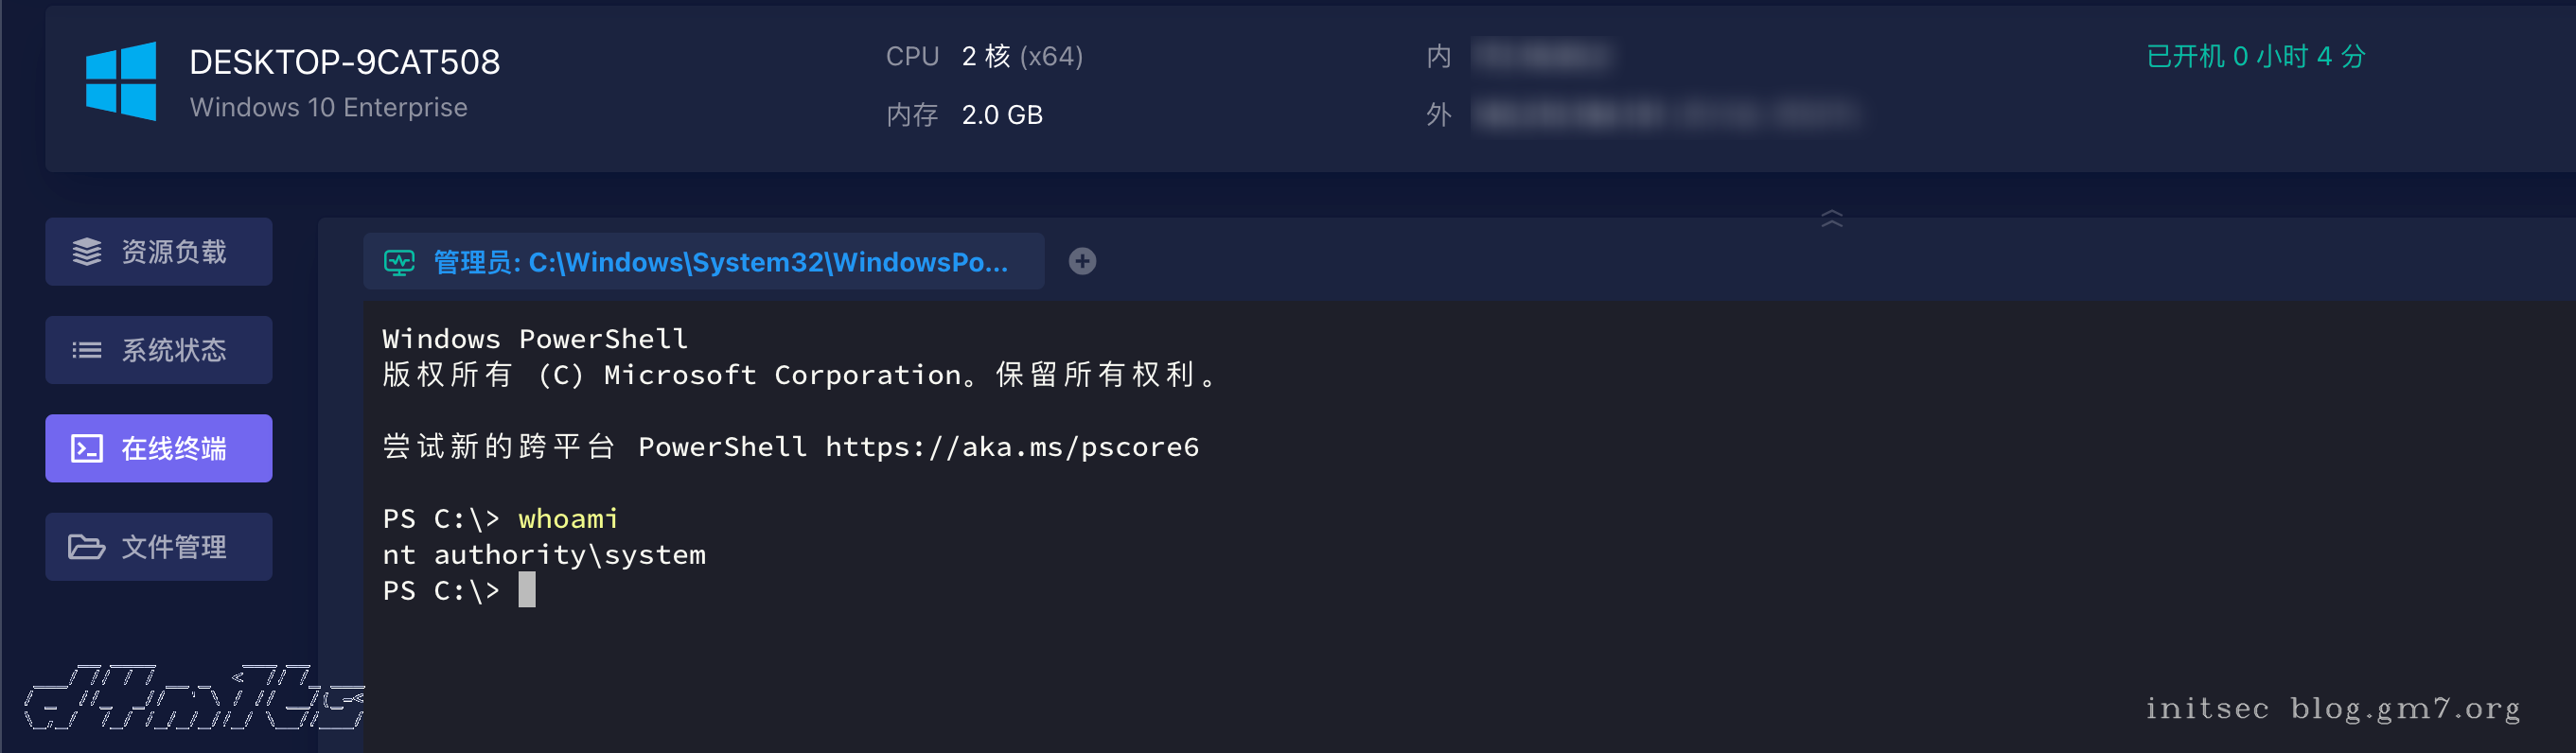 DESKTOP-9CAT508
Windows 10 Enterprise
CPU 2 核 (x64)
内存 2.0 GB
内
外
已开机 0 小时 4 分
资源负载
系统状态
在线终端
文件管理
管理员: C:\Windows\System32\WindowsPo...
Windows PowerShell
版权所有 (C) Microsoft Corporation。保留所有权利。
尝试新的跨平台 PowerShell https://aka.ms/pscore6
PS C:\> whoami
nt authority\system
PS C:\>
d4m1ts
initsec blog.gm7.org